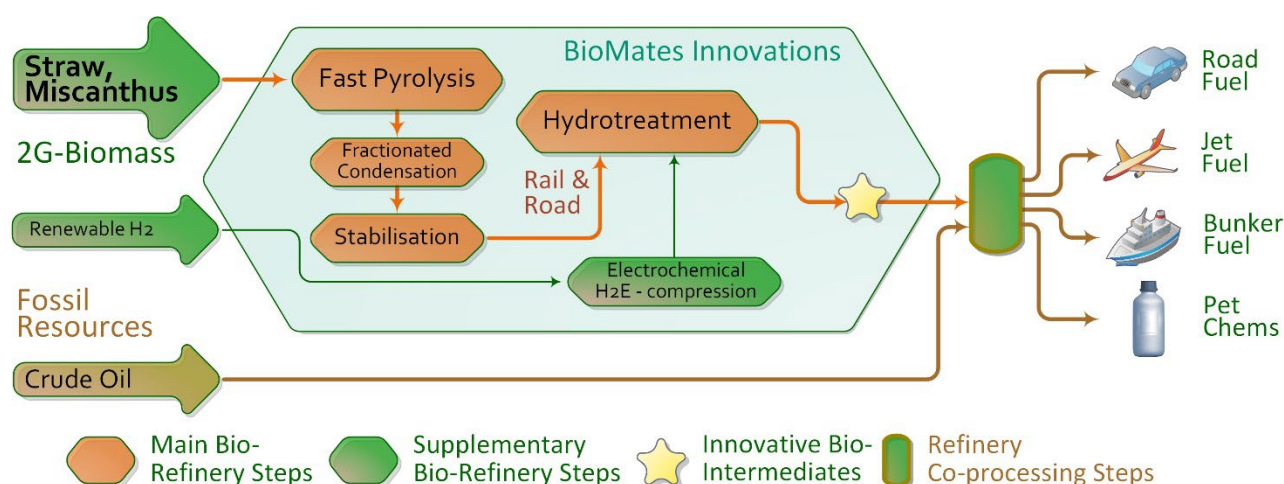 BioMates Innovations
Straw,
Miscanthus
2G-Biomass
Fast Pyrolysis
Fractionated
Condensation
Stabilisation
Rail &
Road
Hydrotreatment
Renewable H2
Electrochemical
H2E - compression
Fossil
Resources
Crude Oil
Road
Fuel
Jet
Fuel
Bunker
Fuel
Pet
Chems
Main Bio-
Refinery Steps
Supplementary
Bio-Refinery Steps
Innovative Bio-
Intermediates
Refinery
Co-processing Steps